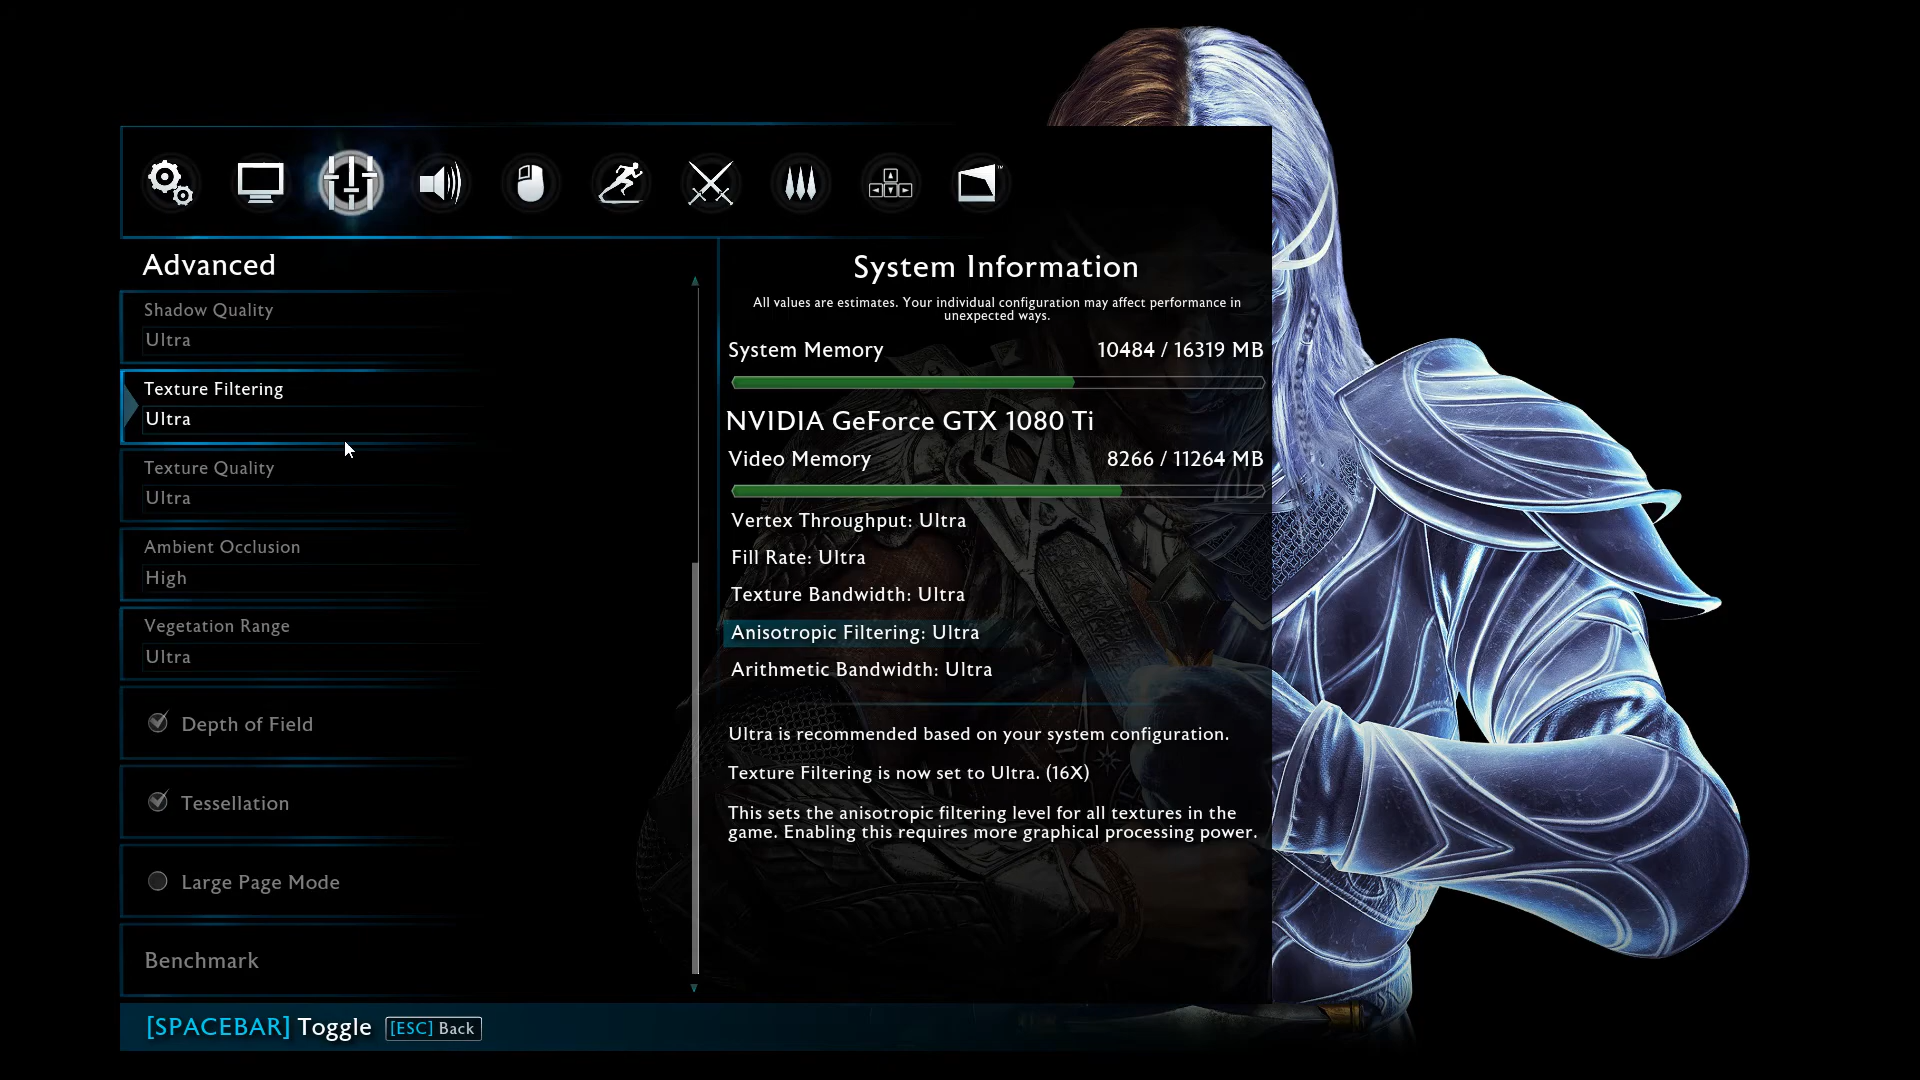 Advanced
Shadow Quality
Ultra
Texture Filtering
Ultra
Texture Quality
Ultra
Ambient Occlusion
High
Vegetation Range
Ultra
Depth of Field
Tessellation
Large Page Mode
Benchmark
[SPACEBAR] Toggle [ESC] Back
System Information
All values are estimates. Your individual configuration may affect performance in
unexpected ways.
System Memory 10484 / 16319 MB
NVIDIA GeForce GTX 1080 Ti
Video Memory 8266 / 11264 MB
Vertex Throughput: Ultra
Fill Rate: Ultra
Texture Bandwidth: Ultra
Anisotropic Filtering: Ultra
Arithmetic Bandwidth: Ultra
Ultra is recommended based on your system configuration.
Texture Filtering is now set to Ultra. (16X)
This sets the anisotropic filtering level for all textures in the
game. Enabling this requires more graphical processing power.